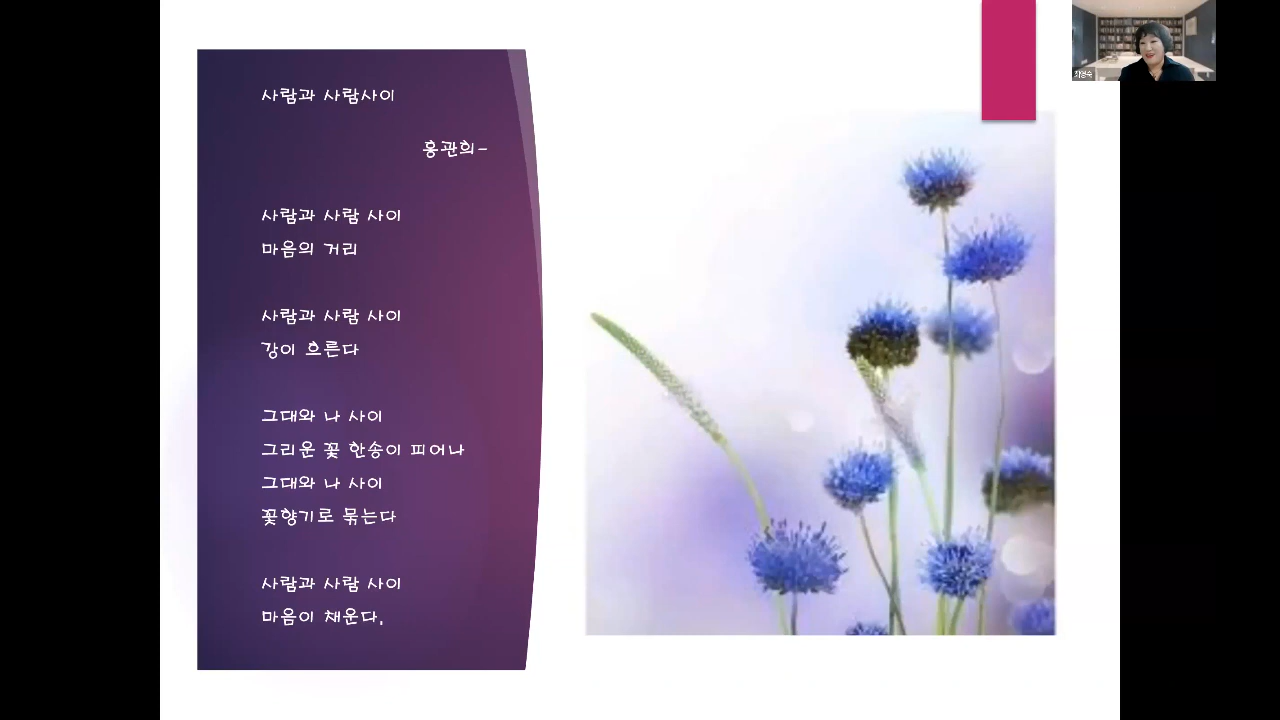 사람과 사람사이
홍관희-
사람과 사람 사이
마음의 거리
사람과 사람 사이
강이 흐른다
그대와 나 사이
그리운 꽃 한송이 피어나
그대와 나 사이
꽃향기로 묶는다
사람과 사람 사이
마음이 채운다.